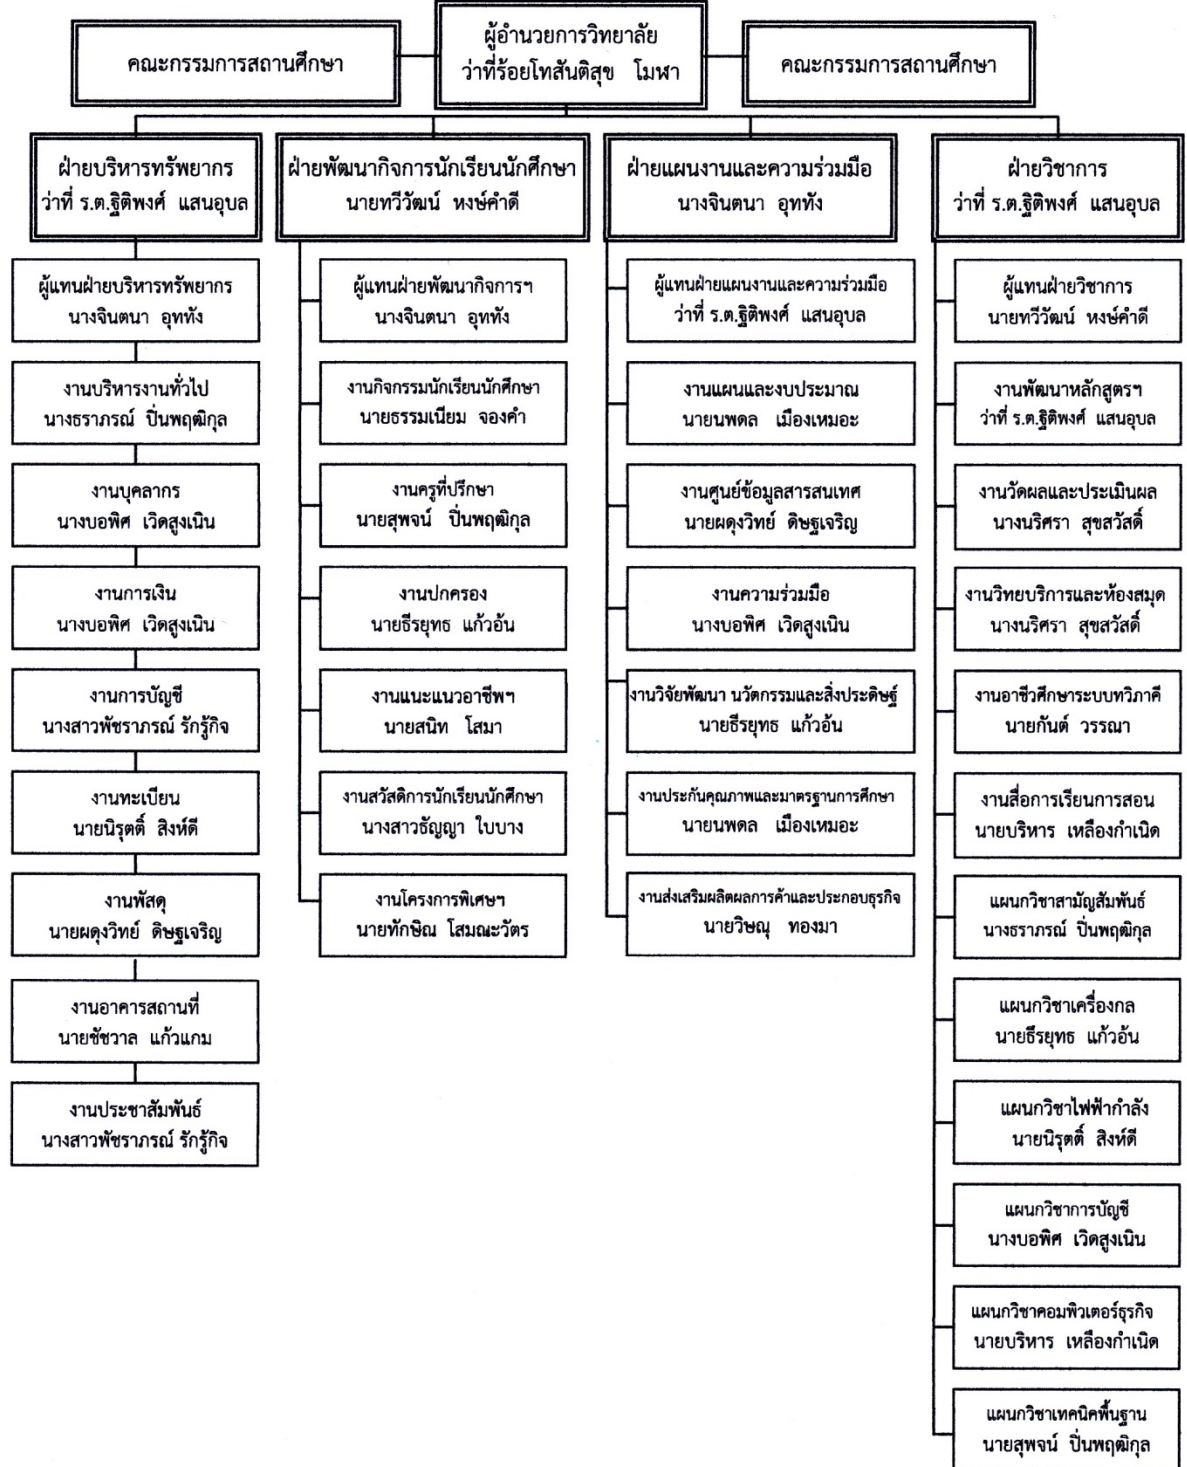 ผู้อำนวยการวิทยาลัย
ว่าที่ร้อยโทสันติสุข โมฬา
คณะกรรมการสถานศึกษา
คณะกรรมการสถานศึกษา
ฝ่ายบริหารทรัพยากร
ว่าที่ ร.ต.ฐิติพงศ์ แสนอุบล
ผู้แทนฝ่ายบริหารทรัพยากร
นางจินตนา อุททัง
งานบริหารงานทั่วไป
นางธราภรณ์ ปิ่นพฤฒิกุล
งานบุคลากร
นางบอพิศ เวิดสูงเนิน
งานการเงิน
นางบอพิศ เวิดสูงเนิน
งานการบัญชี
นางสาวพัชราภรณ์ รักรู้กิจ
งานทะเบียน
นายนิรุตติ์ สิงห์ดี
งานพัสดุ
นายผดุงวิทย์ ดิษฐเจริญ
งานอาคารสถานที่
นายชัชวาล แก้วแกม
งานประชาสัมพันธ์
นางสาวพัชราภรณ์ รักรู้กิจ
ฝ่ายพัฒนากิจการนักเรียนนักศึกษา
นายทวีวัฒน์ หงษ์คำดี
ผู้แทนฝ่ายพัฒนากิจการฯ
นางจินตนา อุททัง
งานกิจกรรมนักเรียนนักศึกษา
นายธรรมเนียม จองคำ
งานครูที่ปรึกษา
นายสุพจน์ ปิ่นพฤฒิกุล
งานปกครอง
นายธีรยุทธ แก้วอ้น
งานแนะแนวอาชีพฯ
นายสนิท โสมา
งานสวัสดิการนักเรียนนักศึกษา
นางสาวธัญญา ใบบาง
งานโครงการพิเศษฯ
นายทักษิณ โสมณะวัตร
ฝ่ายแผนงานและความร่วมมือ
นางจินตนา อุททัง
ผู้แทนฝ่ายแผนงานและความร่วมมือ
ว่าที่ ร.ต.ฐิติพงศ์ แสนอุบล
งานแผนและงบประมาณ
นายนพดล เมืองเหมอะ
งานศูนย์ข้อมูลสารสนเทศ
นายผดุงวิทย์ ดิษฐเจริญ
งานความร่วมมือ
นางบอพิศ เวิดสูงเนิน
งานวิจัยพัฒนา นวัตกรรมและสิ่งประดิษฐ์
นายธีรยุทธ แก้วอ้น
งานประกันคุณภาพและมาตรฐานการศึกษา
นายนพดล เมืองเหมอะ
งานส่งเสริมผลิตผลการค้าและประกอบธุรกิจ
นายวิษณุ ทองมา
ฝ่ายวิชาการ
ว่าที่ ร.ต.ฐิติพงศ์ แสนอุบล
ผู้แทนฝ่ายวิชาการ
นายทวีวัฒน์ หงษ์คำดี
งานพัฒนาหลักสูตรฯ
ว่าที่ ร.ต.ฐิติพงศ์ แสนอุบล
งานวัดผลและประเมินผล
นางนริศรา สุขสวัสดิ์
งานวิทยบริการและห้องสมุด
นางนริศรา สุขสวัสดิ์
งานอาชีวศึกษาระบบทวิภาคี
นายกันต์ วรรณา
งานสื่อการเรียนการสอน
นายบริหาร เหลืองกำเนิด
แผนกวิชาสามัญสัมพันธ์
นางธราภรณ์ ปิ่นพฤฒิกุล
แผนกวิชาเครื่องกล
นายธีรยุทธ แก้วอ้น
แผนกวิชาไฟฟ้ากำลัง
นายนิรุตติ์ สิงห์ดี
แผนกวิชาการบัญชี
นางบอพิศ เวิดสูงเนิน
แผนกวิชาคอมพิวเตอร์ธุรกิจ
นายบริหาร เหลืองกำเนิด
แผนกวิชาเทคนิคพื้นฐาน
นายสุพจน์ ปิ่นพฤฒิกุล